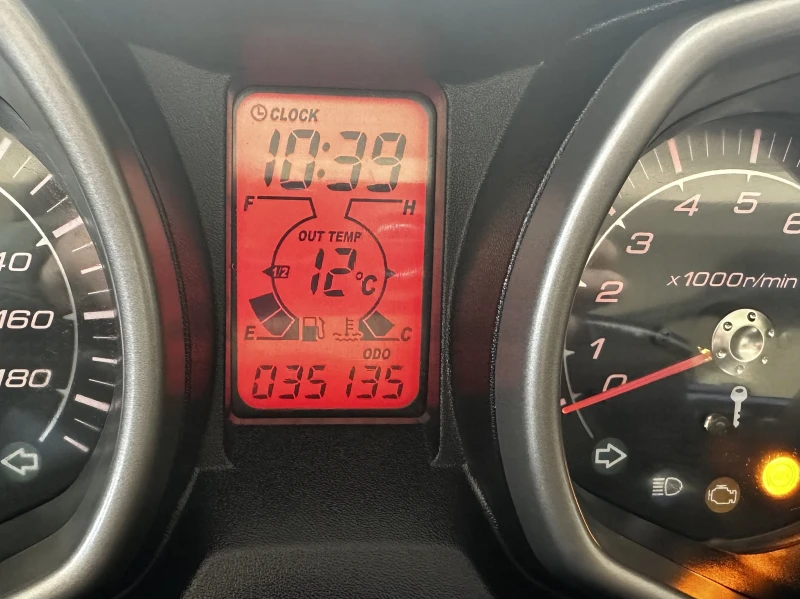 CLOCK
10:39
F H
OUT TEMP
1/2
12°C
E C
ODO
035135
40
160
180
0
1
2
3
4
5
6
x1000r/min